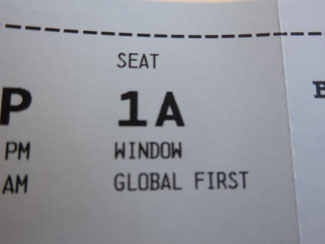 SEAT
P 1A B
PM WINDOW
AM GLOBAL FIRST